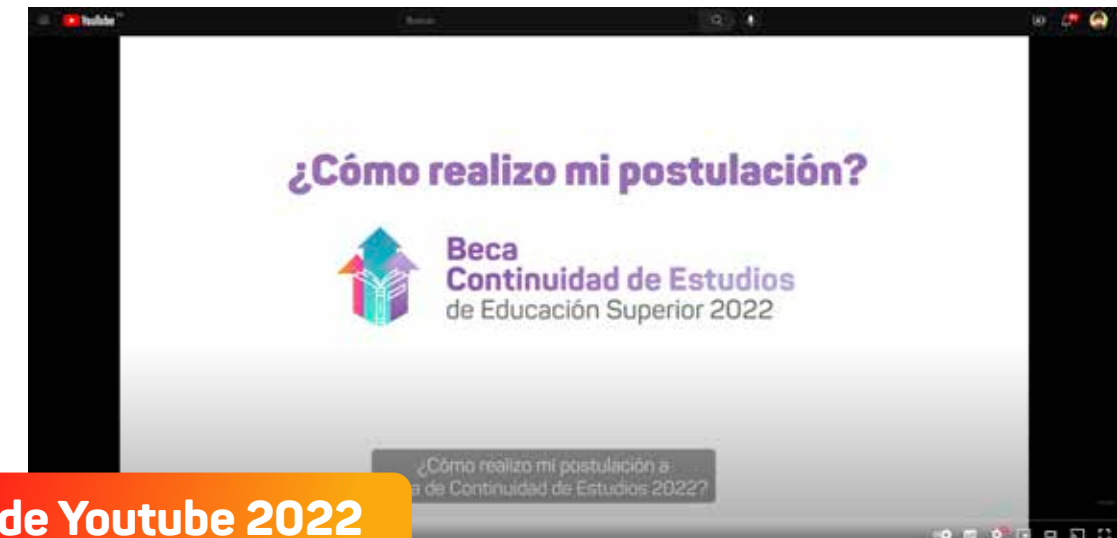 YouTube
Buscar
¿Cómo realizo mi postulación?
Beca
Continuidad de Estudios
de Educación Superior 2022
¿Cómo realizo mi postulación a
a de Continuidad de Estudios 2022?
de Youtube 2022